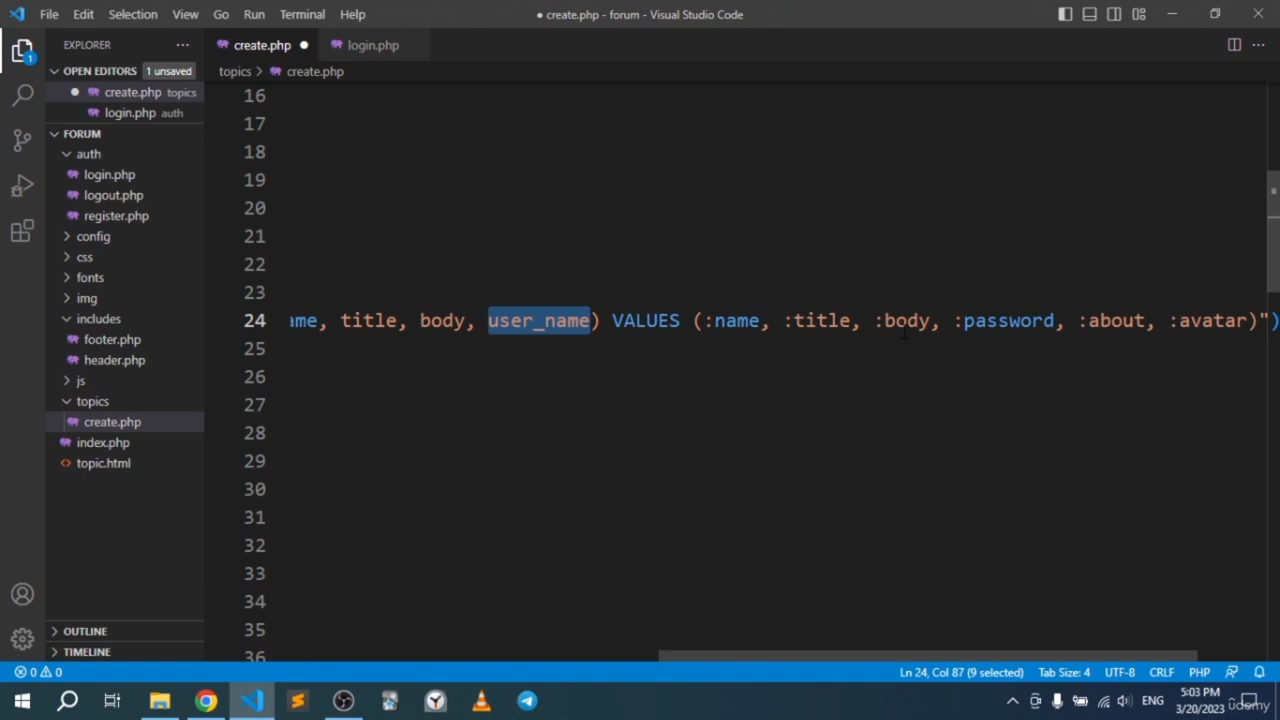 File Edit Selection View Go Run Terminal Help ● create.php - forum - Visual Studio Code
EXPLORER
create.php login.php
OPEN EDITORS 1 unsaved
topics > create.php
create.php topics
login.php auth
FORUM
auth
login.php
logout.php
register.php
config
css
fonts
img
includes
footer.php
header.php
js
topics
create.php
index.php
topic.html
OUTLINE
TIMELINE
16
17
18
19
20
21
22
23
24 ame, title, body, user_name) VALUES (:name, :title, :body, :password, :about, :avatar)")
25
26
27
28
29
30
31
32
33
34
35
36
0 0 Ln 24, Col 87 (9 selected) Tab Size: 4 UTF-8 CRLF PHP
ENG 5:03 PM
3/20/2023
udemy
1